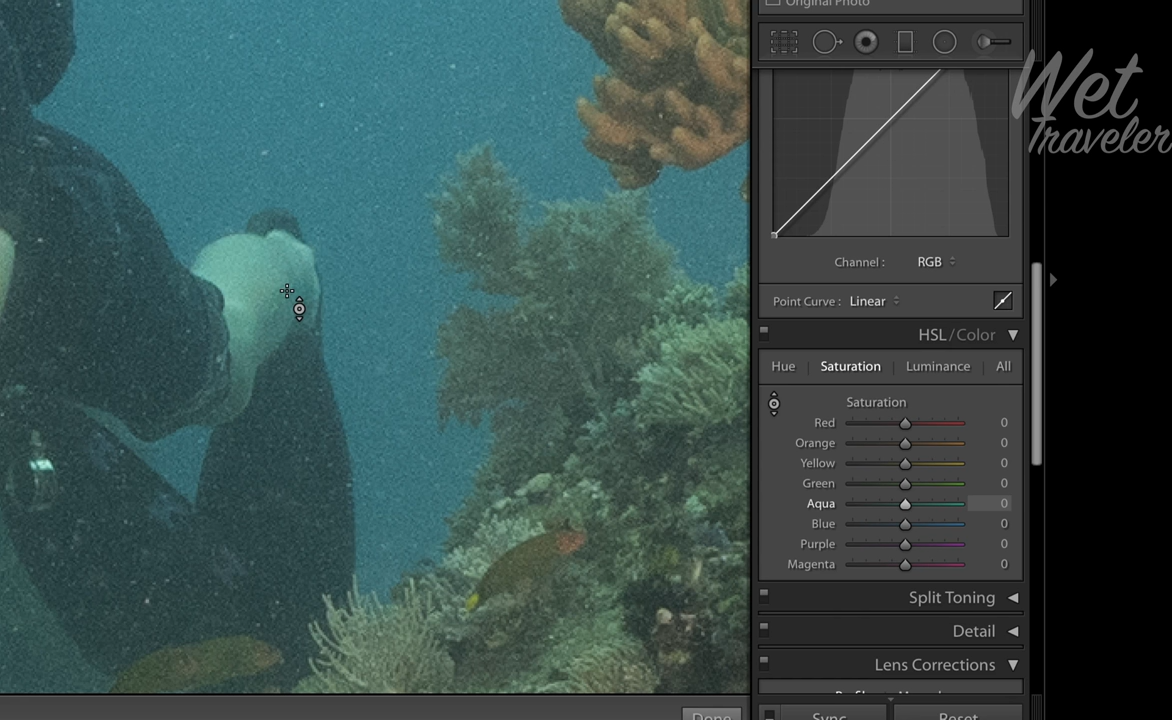 Original Photo
Wet
Traveler
Channel : RGB
Point Curve : Linear
HSL / Color
Hue Saturation Luminance All
Saturation
Red 0
Orange 0
Yellow 0
Green 0
Aqua 0
Blue 0
Purple 0
Magenta 0
Split Toning
Detail
Lens Corrections
Done Sync... Reset